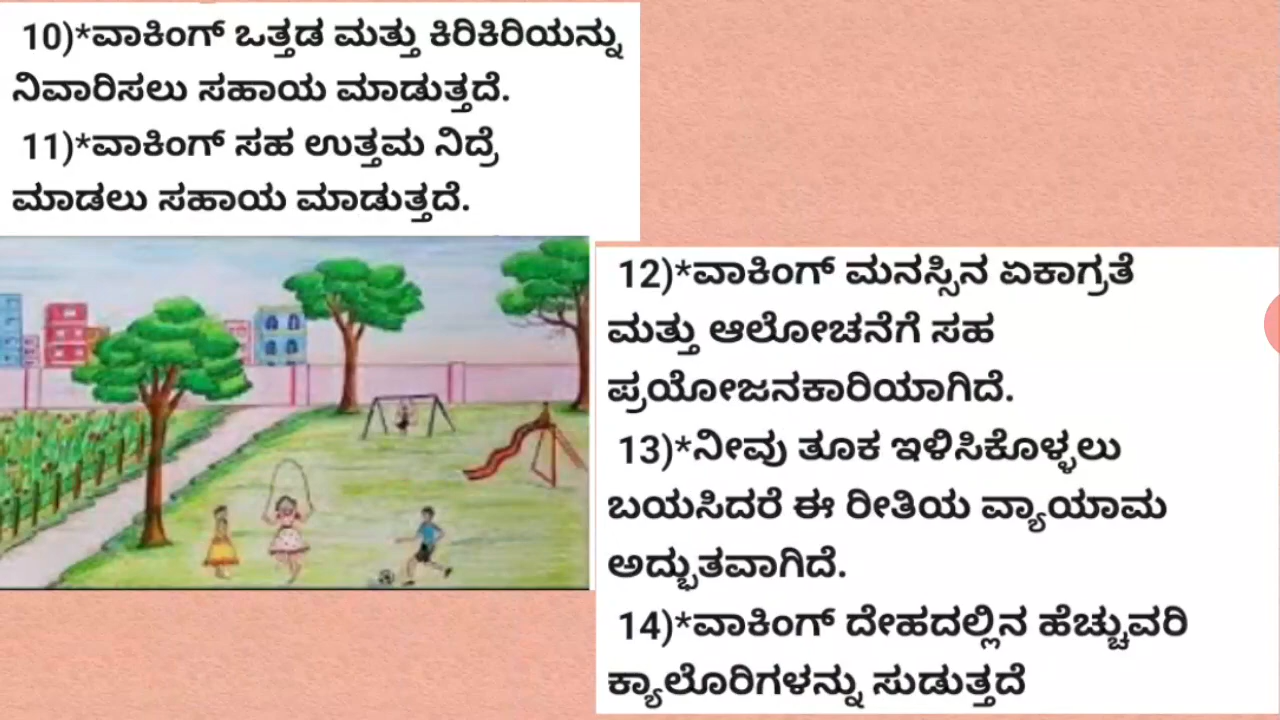 10)*ವಾಕಿಂಗ್ ಒತ್ತಡ ಮತ್ತು ಕಿರಿಕಿರಿಯನ್ನು
ನಿವಾರಿಸಲು ಸಹಾಯ ಮಾಡುತ್ತದೆ.
11)*ವಾಕಿಂಗ್ ಸಹ ಉತ್ತಮ ನಿದ್ರೆ
ಮಾಡಲು ಸಹಾಯ ಮಾಡುತ್ತದೆ.
12)*ವಾಕಿಂಗ್ ಮನಸ್ಸಿನ ಏಕಾಗ್ರತೆ
ಮತ್ತು ಆಲೋಚನೆಗೆ ಸಹ
ಪ್ರಯೋಜನಕಾರಿಯಾಗಿದೆ.
13)*ನೀವು ತೂಕ ಇಳಿಸಿಕೊಳ್ಳಲು
ಬಯಸಿದರೆ ಈ ರೀತಿಯ ವ್ಯಾಯಾಮ
ಅದ್ಭುತವಾಗಿದೆ.
14)*ವಾಕಿಂಗ್ ದೇಹದಲ್ಲಿನ ಹೆಚ್ಚುವರಿ
ಕ್ಯಾಲೊರಿಗಳನ್ನು ಸುಡುತ್ತದೆ